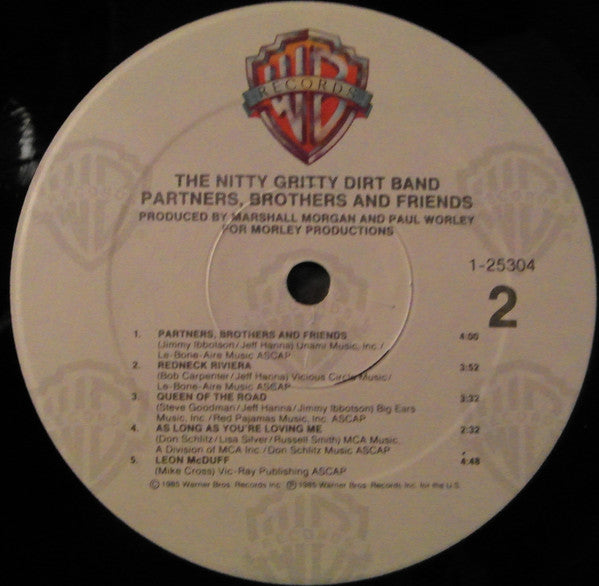 RECORDS
THE NITTY GRITTY DIRT BAND
PARTNERS, BROTHERS AND FRIENDS
PRODUCED BY MARSHALL MORGAN AND PAUL WORLEY
FOR MORLEY PRODUCTIONS
1-25304
2
1. PARTNERS, BROTHERS AND FRIENDS 4:00
(Jimmy Ibbotson/Jeff Hanna) Unami Music, Inc./
Le-Bone-Aire Music ASCAP
2. REDNECK RIVIERA 3:52
(Bob Carpenter/Jeff Hanna) Vicious Circle Music/
Le-Bone-Aire Music ASCAP
3. QUEEN OF THE ROAD 3:32
(Steve Goodman/Jeff Hanna/Jimmy Ibbotson) Big Ears
Music, Inc./Red Pajamas Music, Inc. ASCAP
4. AS LONG AS YOU'RE LOVING ME 2:32
(Don Schlitz/Lisa Silver/Russell Smith) MCA Music,
A Division of MCA Inc./Don Schlitz Music ASCAP
5. LEON McDUFF 4:48
(Mike Cross) Vic-Ray Publishing ASCAP
© 1985 Warner Bros. Records Inc. ℗ 1985 Warner Bros. Records Inc. for the U.S.